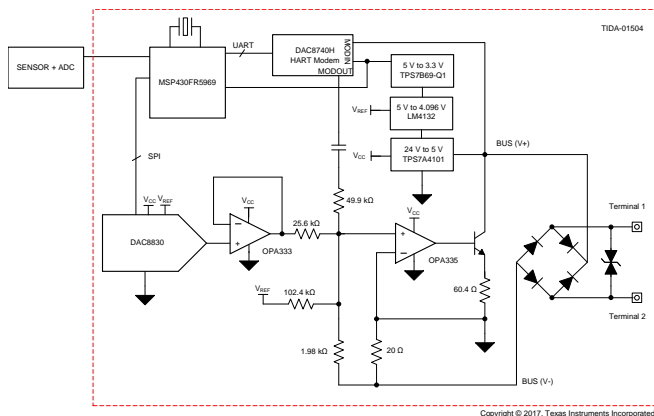 TIDA-01504
SENSOR + ADC
MSP430FR5969
UART
DAC8740H
HART Modem
MODIN
MODOUT
5 V to 3.3 V
TPS7B69-Q1
VREF
5 V to 4.096 V
LM4132
VCC
24 V to 5 V
TPS7A4101
BUS (V+)
SPI
VCC VREF
DAC8830
VCC
OPA333
25.6 kΩ
49.9 kΩ
VCC
OPA335
60.4 Ω
VREF
102.4 kΩ
1.98 kΩ
20 Ω
BUS (V-)
Terminal 1
Terminal 2
Copyright © 2017, Texas Instruments Incorporated